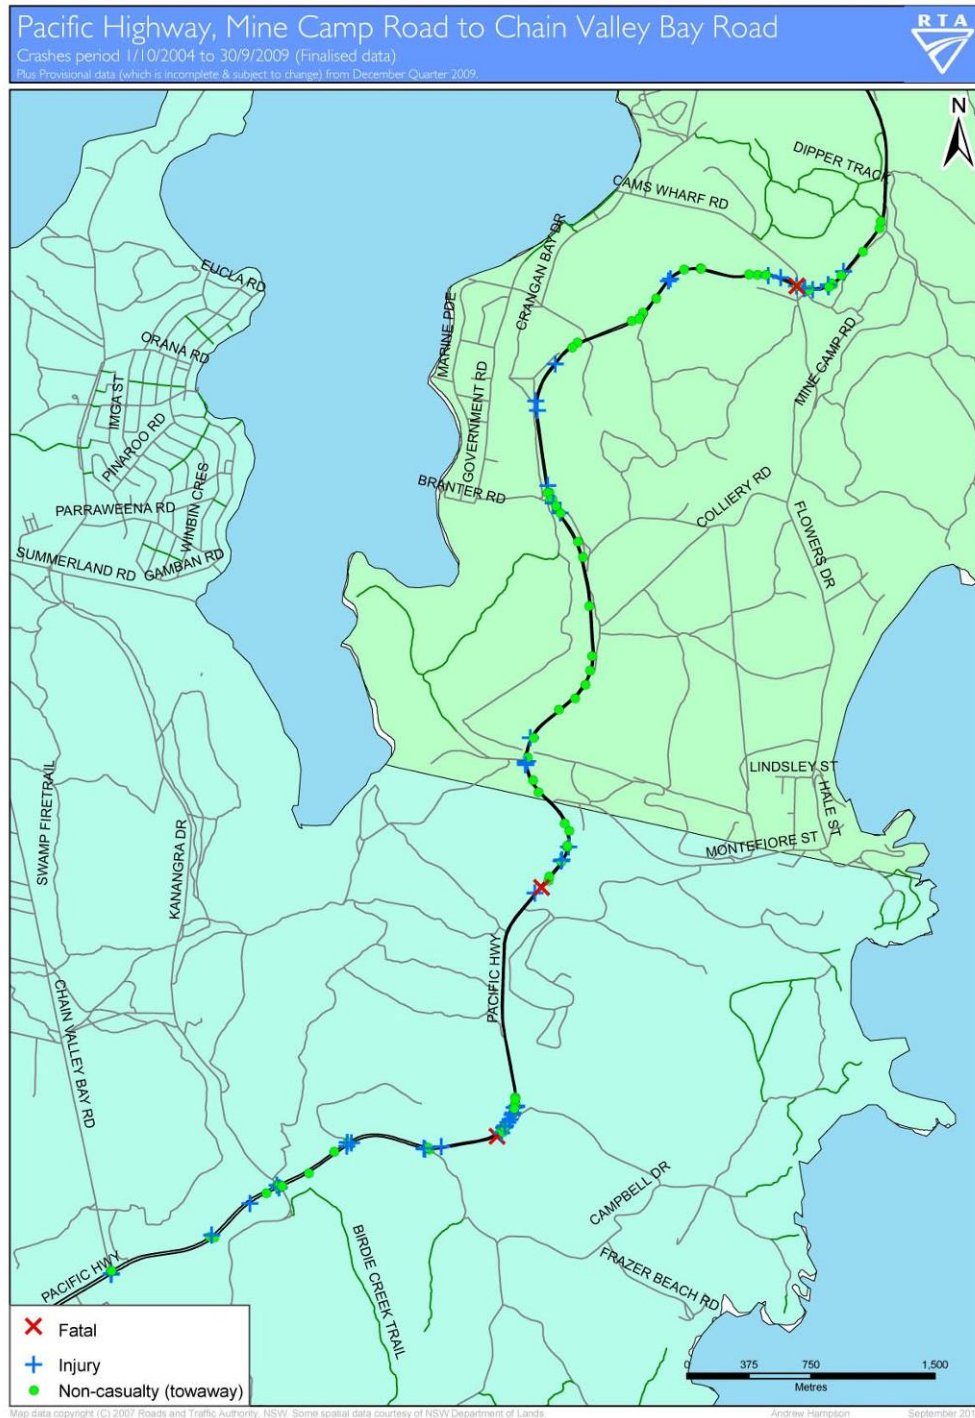 Pacific Highway, Mine Camp Road to Chain Valley Bay Road
Crashes period 1/10/2004 to 30/9/2009 (Finalised data)
Plus Provisional data (which is incomplete & subject to change) from December Quarter 2009.
RTA
N
DIPPER TRACK
CAMS WHARF RD
CRANGAN BAY DR
EUCLA RD
MARINE PDE
ORANA RD
MINE CAMP RD
IMGA ST
GOVERNMENT RD
PINAROO RD
BRANTER RD
COLLIERY RD
WINBIN CRES
PARRAWEENA RD
FLOWERS DR
SUMMERLAND RD
GAMBAN RD
LINDSLEY ST
HALE ST
SWAMP FIRETRAIL
KANANGRA DR
MONTEFIORE ST
PACIFIC HWY
CHAIN VALLEY BAY RD
CAMPBELL DR
BIRDIE CREEK TRAIL
FRAZER BEACH RD
PACIFIC HWY
Fatal
Injury
Non-casualty (towaway)
0 375 750 1,500
Metres
Map data copyright (C) 2007 Roads and Traffic Authority, NSW. Some spatial data courtesy of NSW Department of Lands.
Andrew Hampson
September